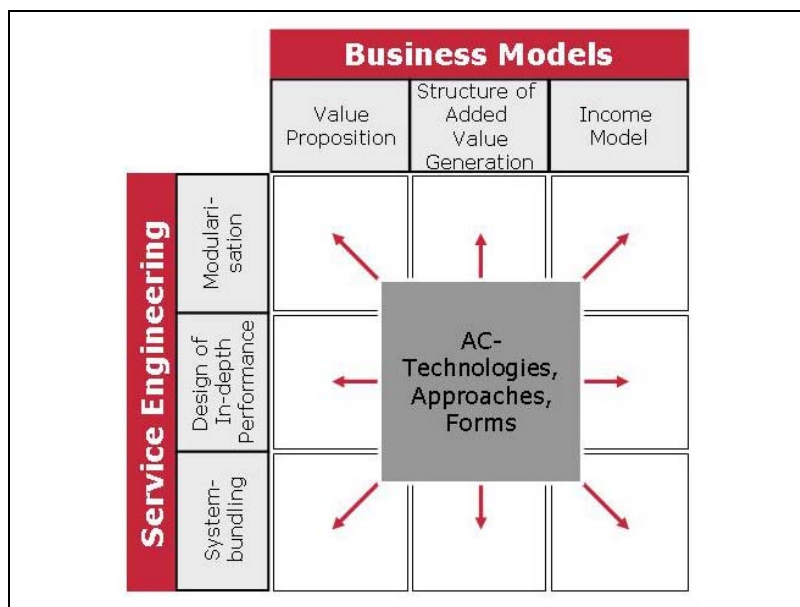 Business Models
Value
Proposition
Structure of
Added
Value
Generation
Income
Model
Service Engineering
Modulari-
sation
Design of
In-depth
Performance
System-
bundling
AC-
Technologies,
Approaches,
Forms